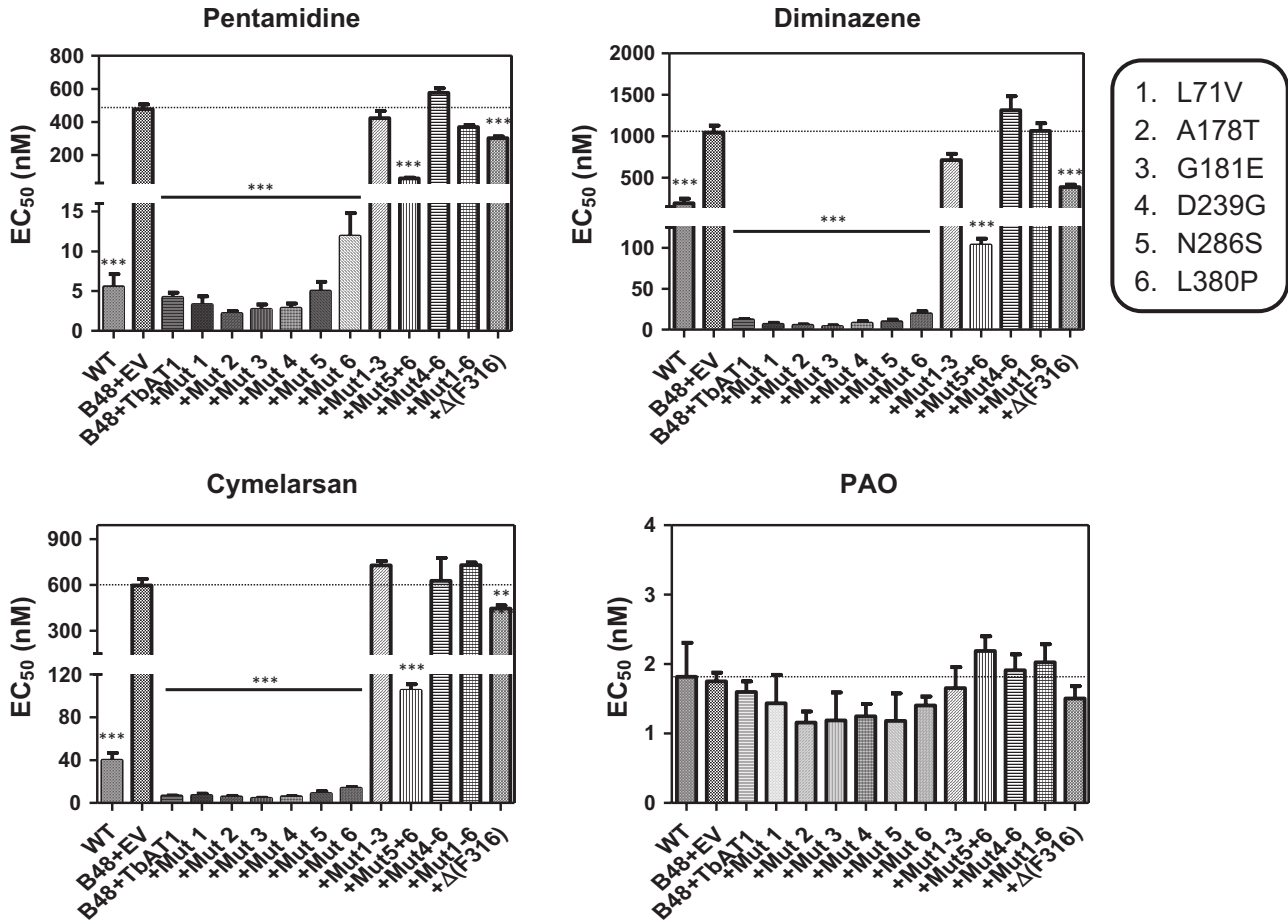 Pentamidine
EC50 (nM)
800
600
400
200
15
10
5
0
***
***
***
***
WT
B48+EV
B48+TbAT1
+Mut 1
+Mut 2
+Mut 3
+Mut 4
+Mut 5
+Mut 6
+Mut1-3
+Mut5+6
+Mut4-6
+Mut1-6
+Δ(F316)
Diminazene
EC50 (nM)
2000
1500
1000
500
100
50
0
***
***
***
***
WT
B48+EV
B48+TbAT1
+Mut 1
+Mut 2
+Mut 3
+Mut 4
+Mut 5
+Mut 6
+Mut1-3
+Mut5+6
+Mut4-6
+Mut1-6
+Δ(F316)
1. L71V
2. A178T
3. G181E
4. D239G
5. N286S
6. L380P
Cymelarsan
EC50 (nM)
900
600
300
120
80
40
0
***
***
***
**
WT
B48+EV
B48+TbAT1
+Mut 1
+Mut 2
+Mut 3
+Mut 4
+Mut 5
+Mut 6
+Mut1-3
+Mut5+6
+Mut4-6
+Mut1-6
+Δ(F316)
PAO
EC50 (nM)
4
3
2
1
0
WT
B48+EV
B48+TbAT1
+Mut 1
+Mut 2
+Mut 3
+Mut 4
+Mut 5
+Mut 6
+Mut1-3
+Mut5+6
+Mut4-6
+Mut1-6
+Δ(F316)